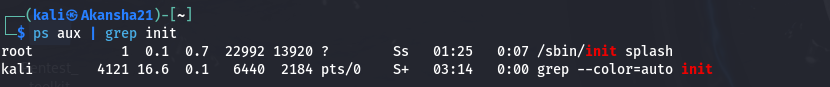 ┌──(kali㉿Akansha21)-[~]
└─$ ps aux | grep init
root           1  0.1  0.7  22992 13920 ?        Ss   01:25   0:07 /sbin/init splash
kali        4121 16.6  0.1   6440  2184 pts/0    S+   03:14   0:00 grep --color=auto init